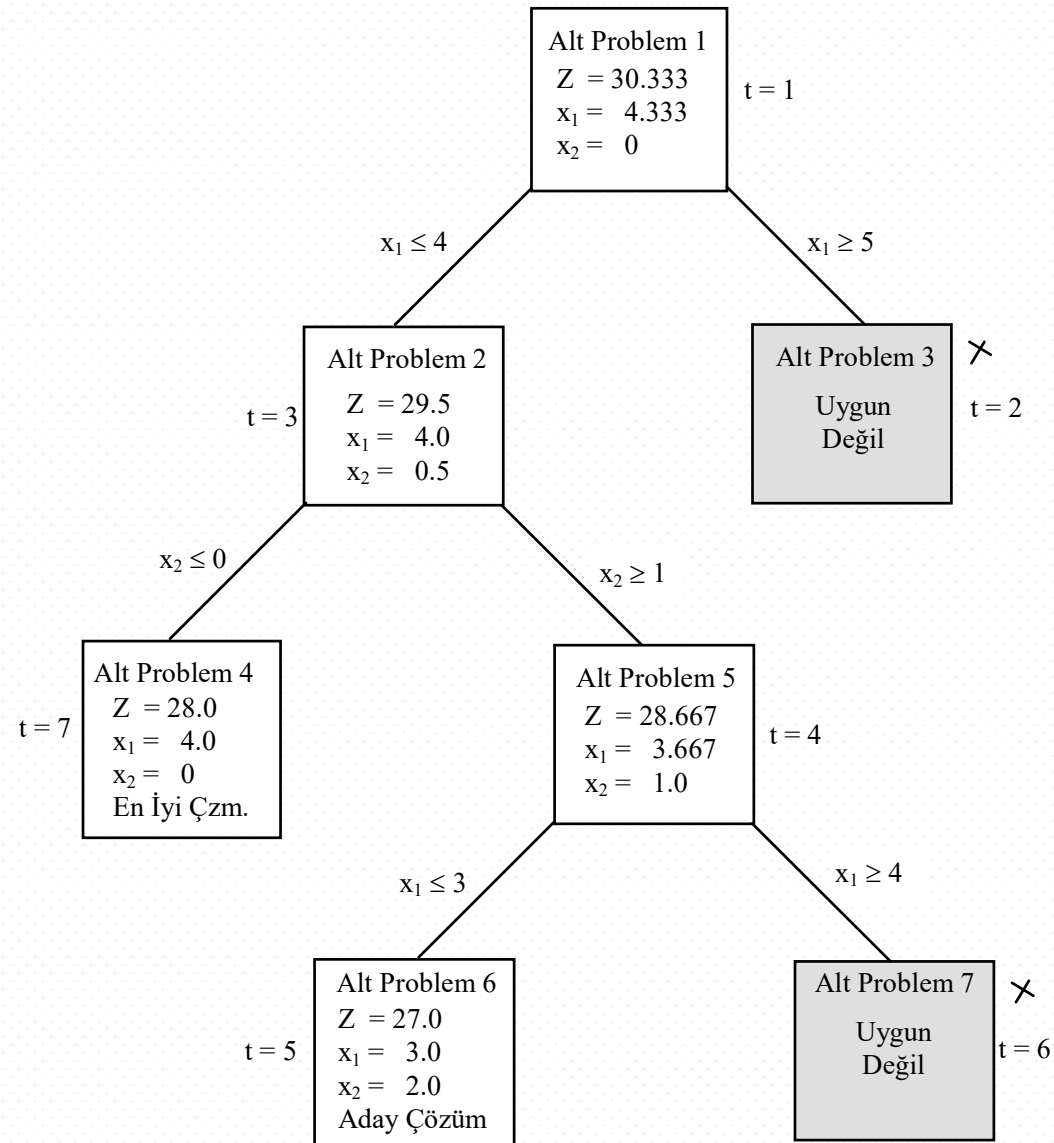 Alt Problem 1
Z = 30.333
x₁ = 4.333
x₂ = 0
t = 1
x₁ ≤ 4
x₁ ≥ 5
Alt Problem 2
Z = 29.5
x₁ = 4.0
x₂ = 0.5
t = 3
Alt Problem 3
Uygun
Değil
t = 2
x₂ ≤ 0
x₂ ≥ 1
Alt Problem 4
Z = 28.0
x₁ = 4.0
x₂ = 0
En İyi Çzm.
t = 7
Alt Problem 5
Z = 28.667
x₁ = 3.667
x₂ = 1.0
t = 4
x₁ ≤ 3
x₁ ≥ 4
Alt Problem 6
Z = 27.0
x₁ = 3.0
x₂ = 2.0
Aday Çözüm
t = 5
Alt Problem 7
Uygun
Değil
t = 6